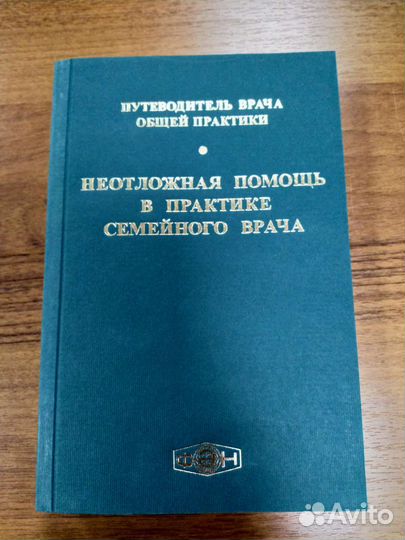 ПУТЕВОДИТЕЛЬ ВРАЧА
ОБЩЕЙ ПРАКТИКИ
НЕОТЛОЖНАЯ ПОМОЩЬ
В ПРАКТИКЕ
СЕМЕЙНОГО ВРАЧА
Avito